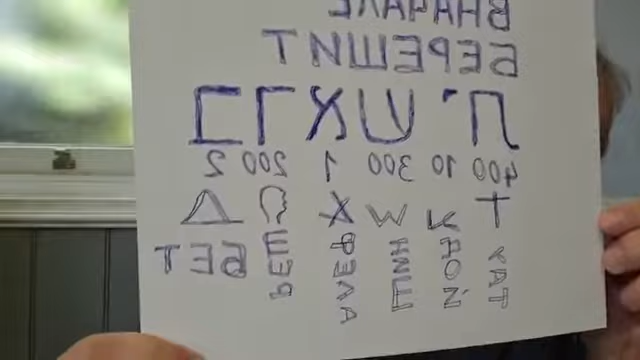 ВНАЧАЛЕ
БЕРЕШИТ
בראשית
400 10 300 1 200 2
ТАУ ЙОД ШИН АЛЕФ РЕШ БЕТ